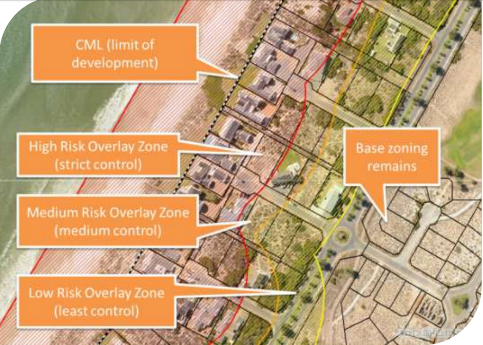 CML (limit of
development)
High Risk Overlay Zone
(strict control)
Base zoning
remains
Medium Risk Overlay Zone
(medium control)
Low Risk Overlay Zone
(least control)